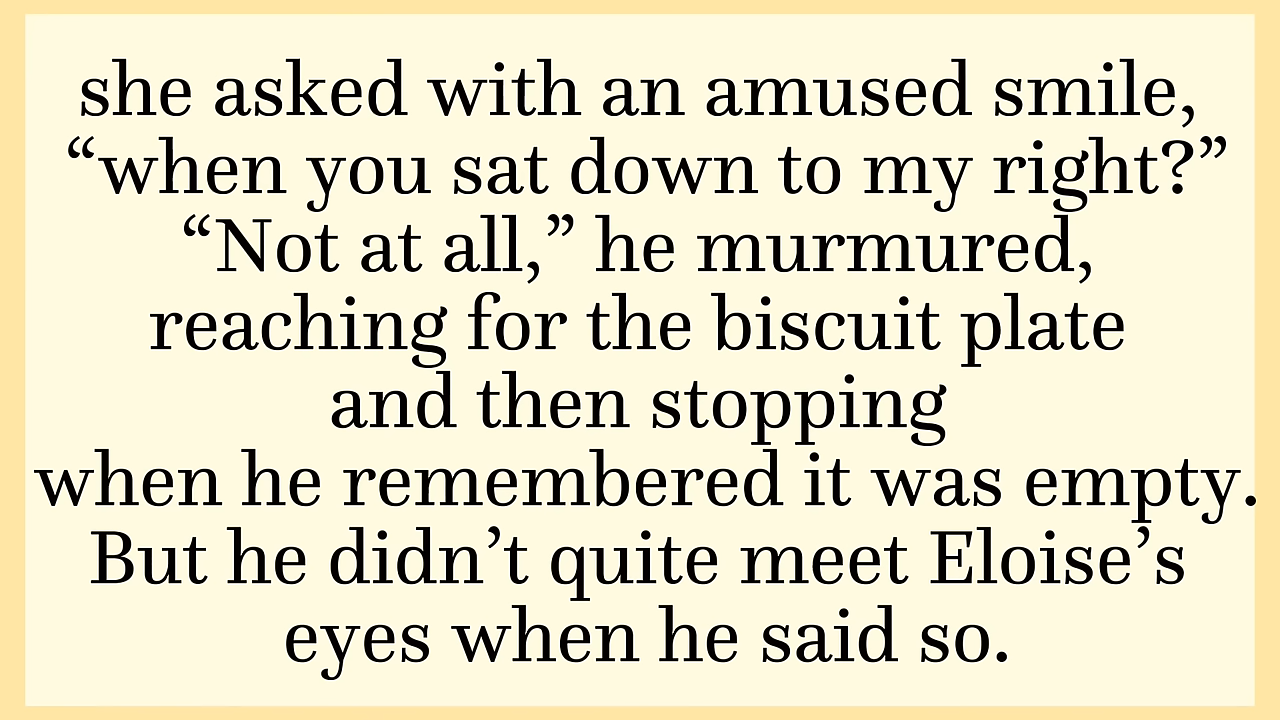 she asked with an amused smile,
“when you sat down to my right?”
“Not at all,” he murmured,
reaching for the biscuit plate
and then stopping
when he remembered it was empty.
But he didn’t quite meet Eloise’s
eyes when he said so.